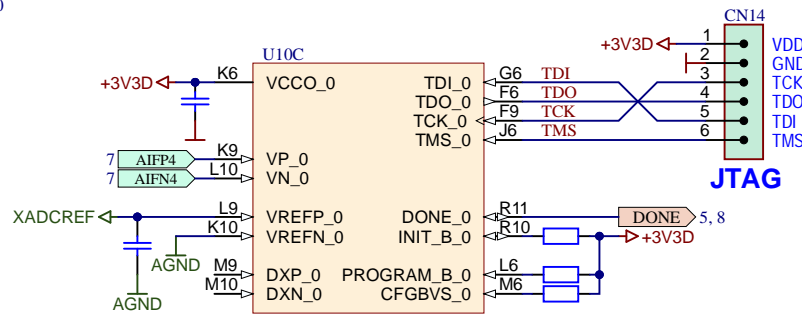 CN14
+3V3D 1 VDD
2 GND
3 TCK
4 TDO
5 TDI
6 TMS
JTAG
U10C
+3V3D K6 VCCO_0
TDI_0 G6 TDI
TDO_0 F6 TDO
TCK_0 F9 TCK
TMS_0 J6 TMS
7 AIFP4 K9 VP_0
7 AIFN4 L10 VN_0
XADCREF L9 VREFP_0
AGND K10 VREFN_0
AGND
M9 DXP_0
M10 DXN_0
DONE_0 R11 DONE 5, 8
INIT_B_0 R10 +3V3D
PROGRAM_B_0 L6
CFGBVS_0 M6